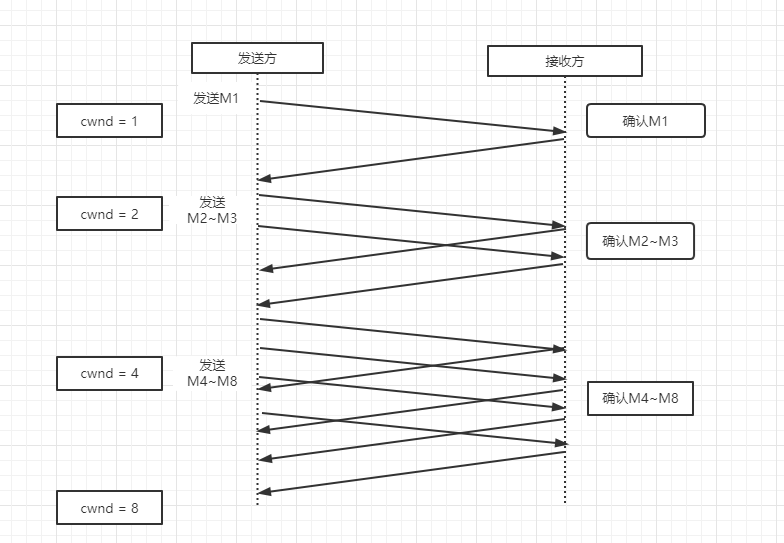 发送方
接收方
发送M1
cwnd = 1
确认M1
发送
M2~M3
cwnd = 2
确认M2~M3
发送
M4~M8
cwnd = 4
确认M4~M8
cwnd = 8